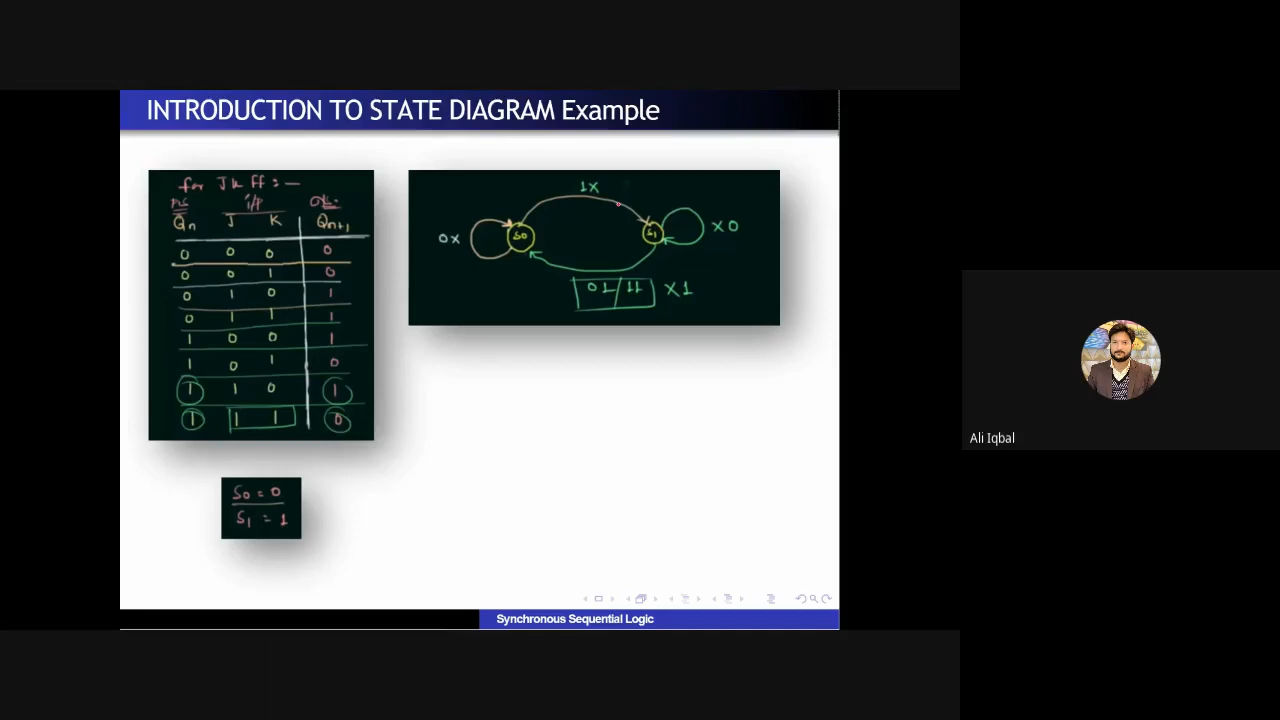 INTRODUCTION TO STATE DIAGRAM Example
for JK FF :—
i/p
Qn J K Qn+1
0 0 0 0
0 0 1 0
0 1 0 1
0 1 1 1
1 0 0 1
1 0 1 0
1 1 0 1
1 1 1 0
S0 = 0
S1 = 1
1X
0X
S0
S1
X0
01 / 11 X1
Ali Iqbal
Synchronous Sequential Logic